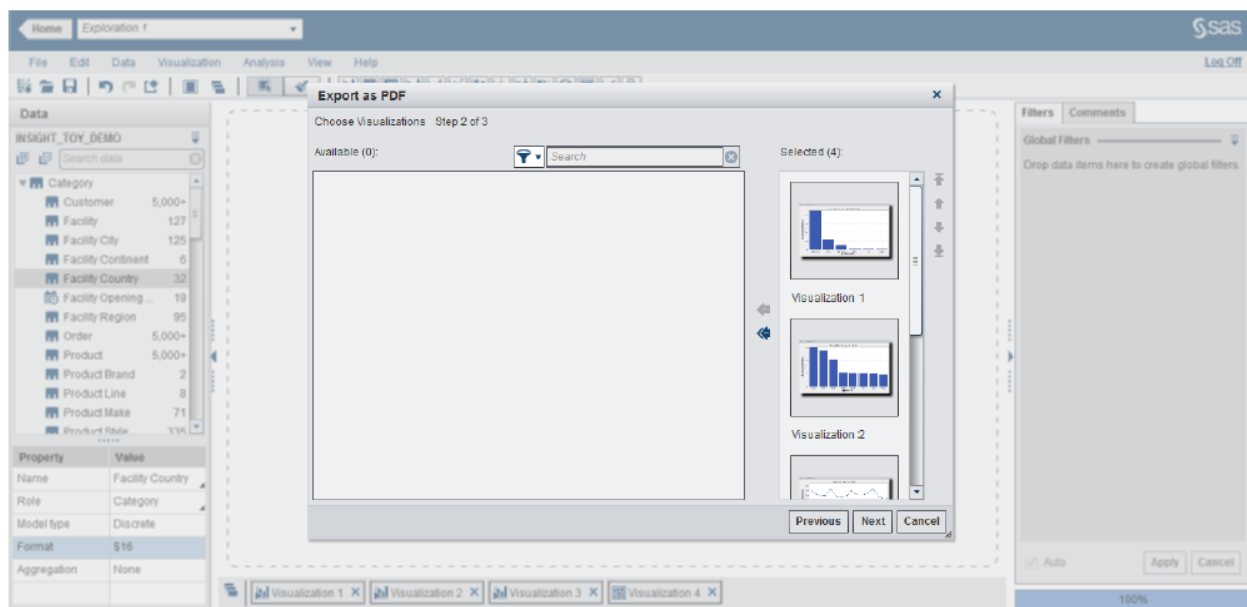 Home Exploration 1
sas
File Edit Data Visualization Analysis View Help
Log Off
Data
INSIGHT_TOY_DEMO
Search data
Category
Customer 5,000+
Facility 127
Facility City 125
Facility Continent 6
Facility Country 32
Facility Opening... 19
Facility Region 95
Order 5,000+
Product 5,000+
Product Brand 2
Product Line 8
Product Make 71
Product Style 335
Property Value
Name Facility Country
Role Category
Model type Discrete
Format $16
Aggregation None
Export as PDF
Choose Visualizations Step 2 of 3
Available (0):
Search
Selected (4):
Visualization 1
Visualization 2
Previous Next Cancel
Filters Comments
Global Filters
Drop data items here to create global filters.
Auto Apply Cancel
Visualization 1 Visualization 2 Visualization 3 Visualization 4
100%